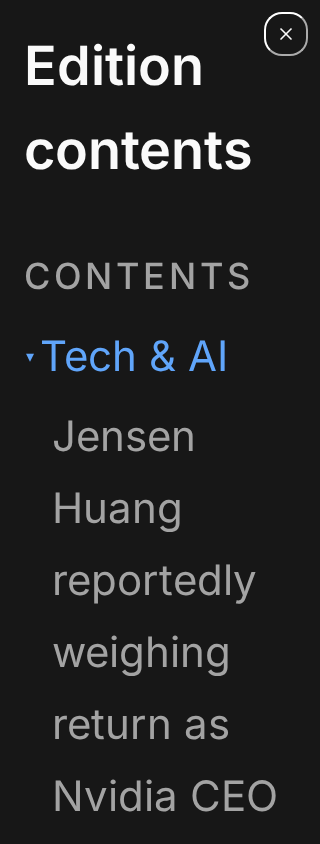 Edition
contents
CONTENTS
Tech & AI
Jensen
Huang
reportedly
weighing
return as
Nvidia CEO